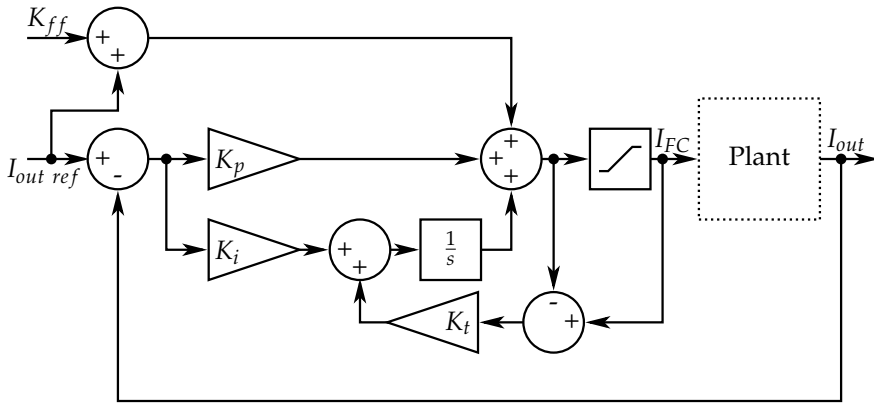 K_ff
+
+
I_out ref
+
-
K_p
+
+
+
I_FC
Plant
I_out
K_i
+
+
1/s
K_t
-
+